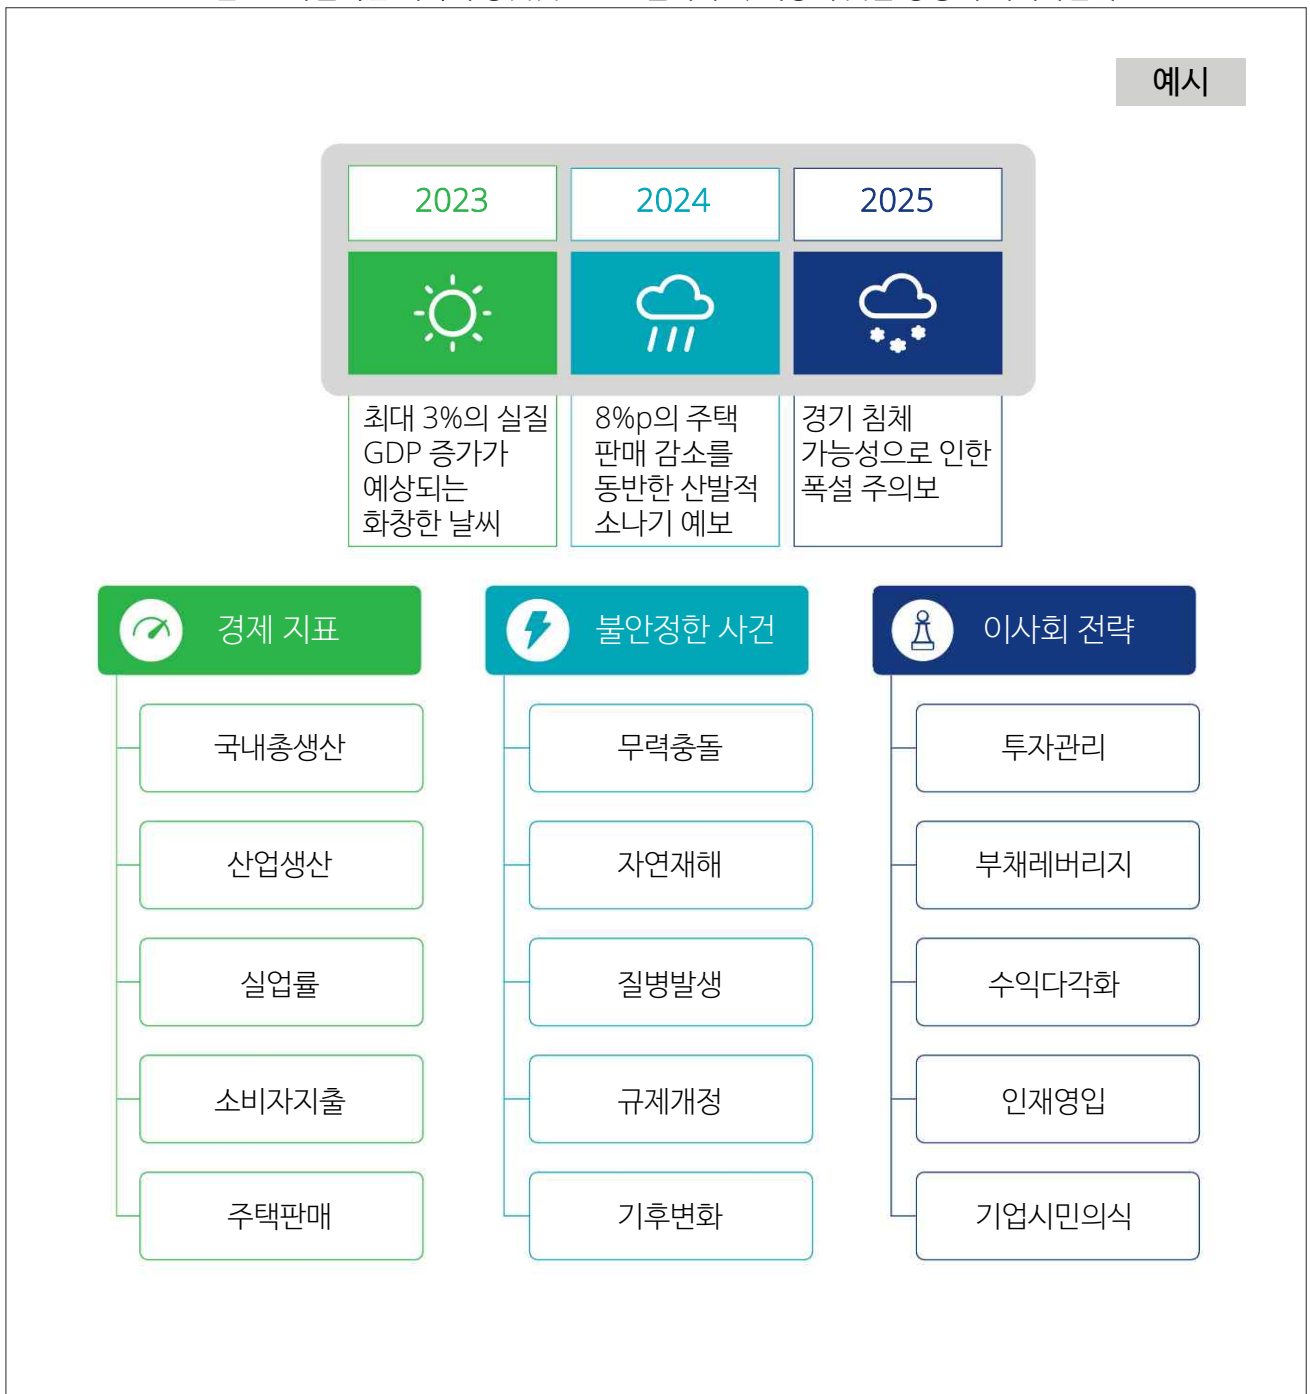 예시
2023
2024
2025
최대 3%의 실질
GDP 증가가
예상되는
화창한 날씨
8%p의 주택
판매 감소를
동반한 산발적
소나기 예보
경기 침체
가능성으로 인한
폭설 주의보
경제 지표
국내총생산
산업생산
실업률
소비자지출
주택판매
불안정한 사건
무력충돌
자연재해
질병발생
규제개정
기후변화
이사회 전략
투자관리
부채레버리지
수익다각화
인재영입
기업시민의식